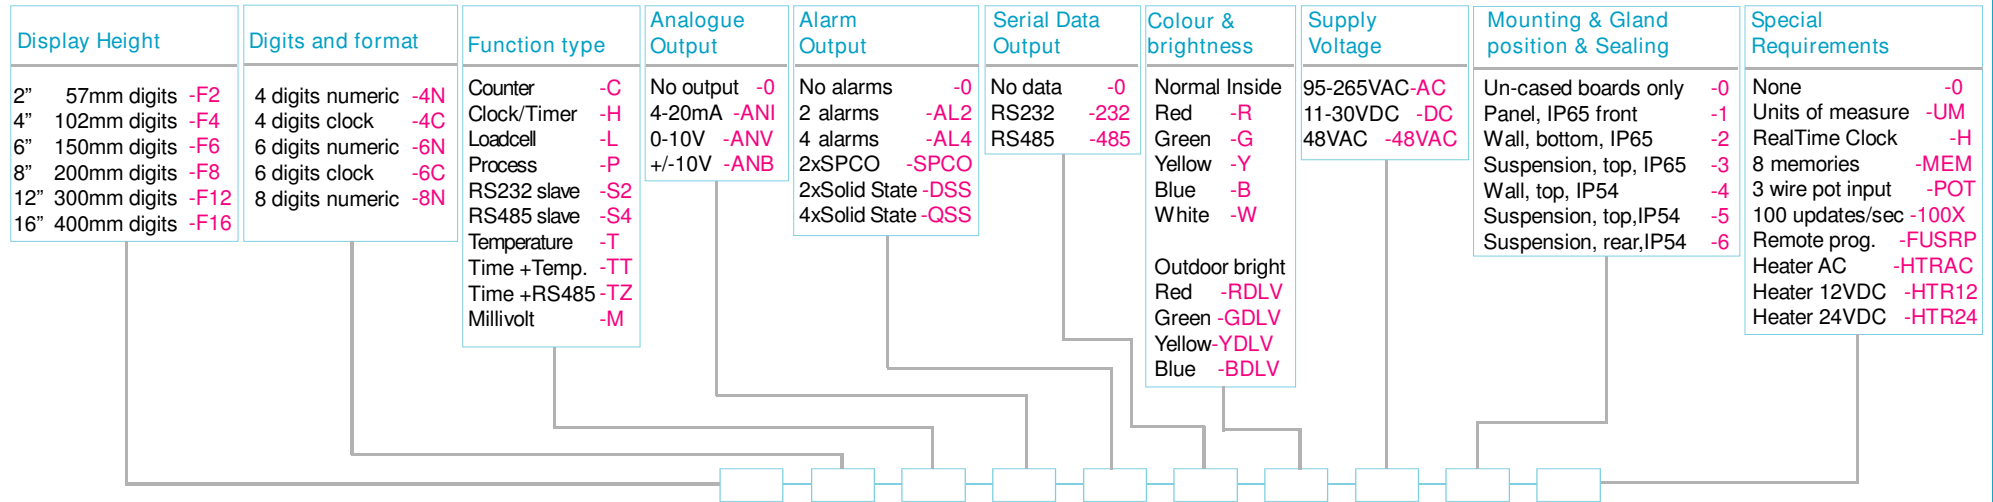 Display Height
2” 57mm digits -F2
4” 102mm digits -F4
6” 150mm digits -F6
8” 200mm digits -F8
12” 300mm digits -F12
16” 400mm digits -F16
Digits and format
4 digits numeric -4N
4 digits clock -4C
6 digits numeric -6N
6 digits clock -6C
8 digits numeric -8N
Function type
Counter -C
Clock/Timer -H
Loadcell -L
Process -P
RS232 slave -S2
RS485 slave -S4
Temperature -T
Time +Temp. -TT
Time +RS485 -TZ
Millivolt -M
Analogue
Output
No output -0
4-20mA -ANI
0-10V -ANV
+/-10V -ANB
Alarm
Output
No alarms -0
2 alarms -AL2
4 alarms -AL4
2xSPCO -SPCO
2xSolid State -DSS
4xSolid State -QSS
Serial Data
Output
No data -0
RS232 -232
RS485 -485
Colour &
brightness
Normal Inside
Red -R
Green -G
Yellow -Y
Blue -B
White -W
Outdoor bright
Red -RDLV
Green -GDLV
Yellow-YDLV
Blue -BDLV
Supply
Voltage
95-265VAC-AC
11-30VDC -DC
48VAC -48VAC
Mounting & Gland
position & Sealing
Un-cased boards only -0
Panel, IP65 front -1
Wall, bottom, IP65 -2
Suspension, top, IP65 -3
Wall, top, IP54 -4
Suspension, top,IP54 -5
Suspension, rear,IP54 -6
Special
Requirements
None -0
Units of measure -UM
RealTime Clock -H
8 memories -MEM
3 wire pot input -POT
100 updates/sec -100X
Remote prog. -FUSRP
Heater AC -HTRAC
Heater 12VDC -HTR12
Heater 24VDC -HTR24